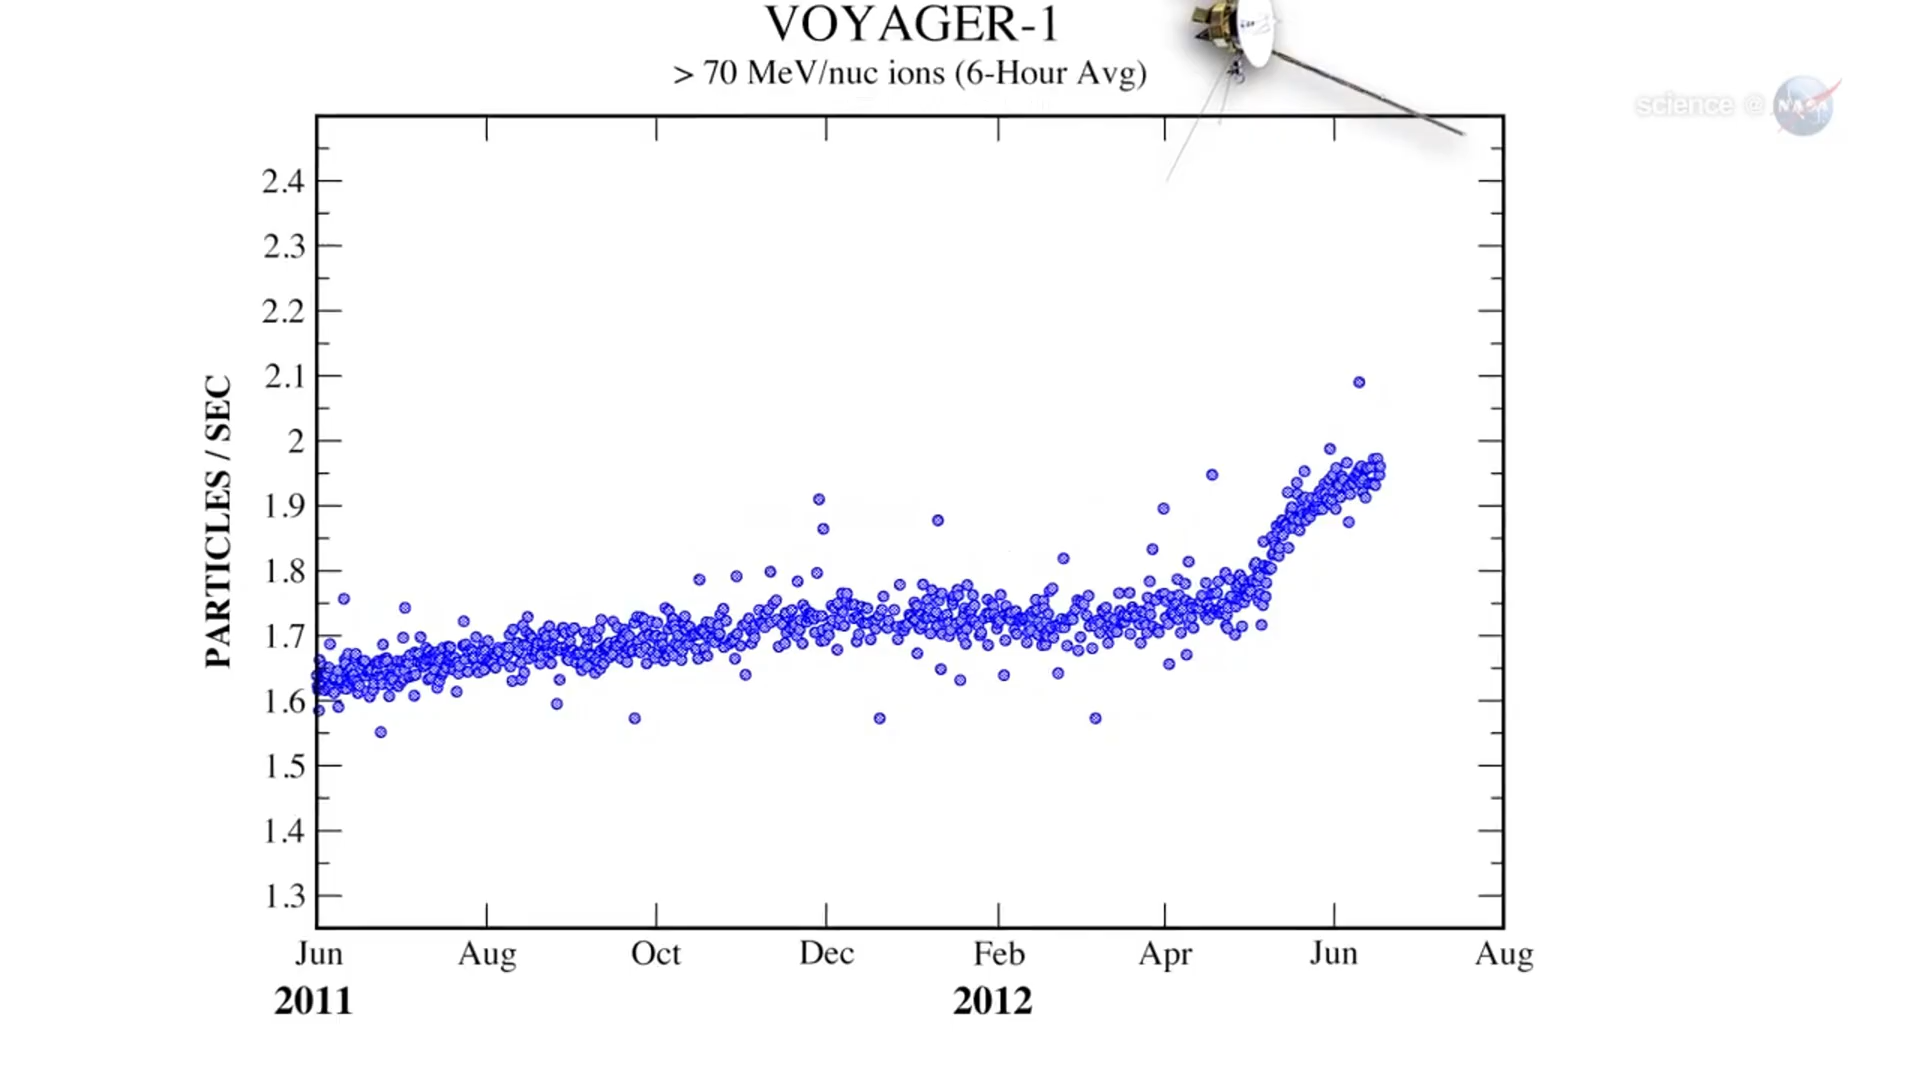 VOYAGER-1
> 70 MeV/nuc ions (6-Hour Avg)
science @ NASA
PARTICLES / SEC
2.4
2.3
2.2
2.1
2
1.9
1.8
1.7
1.6
1.5
1.4
1.3
Jun Aug Oct Dec Feb Apr Jun Aug
2011 2012